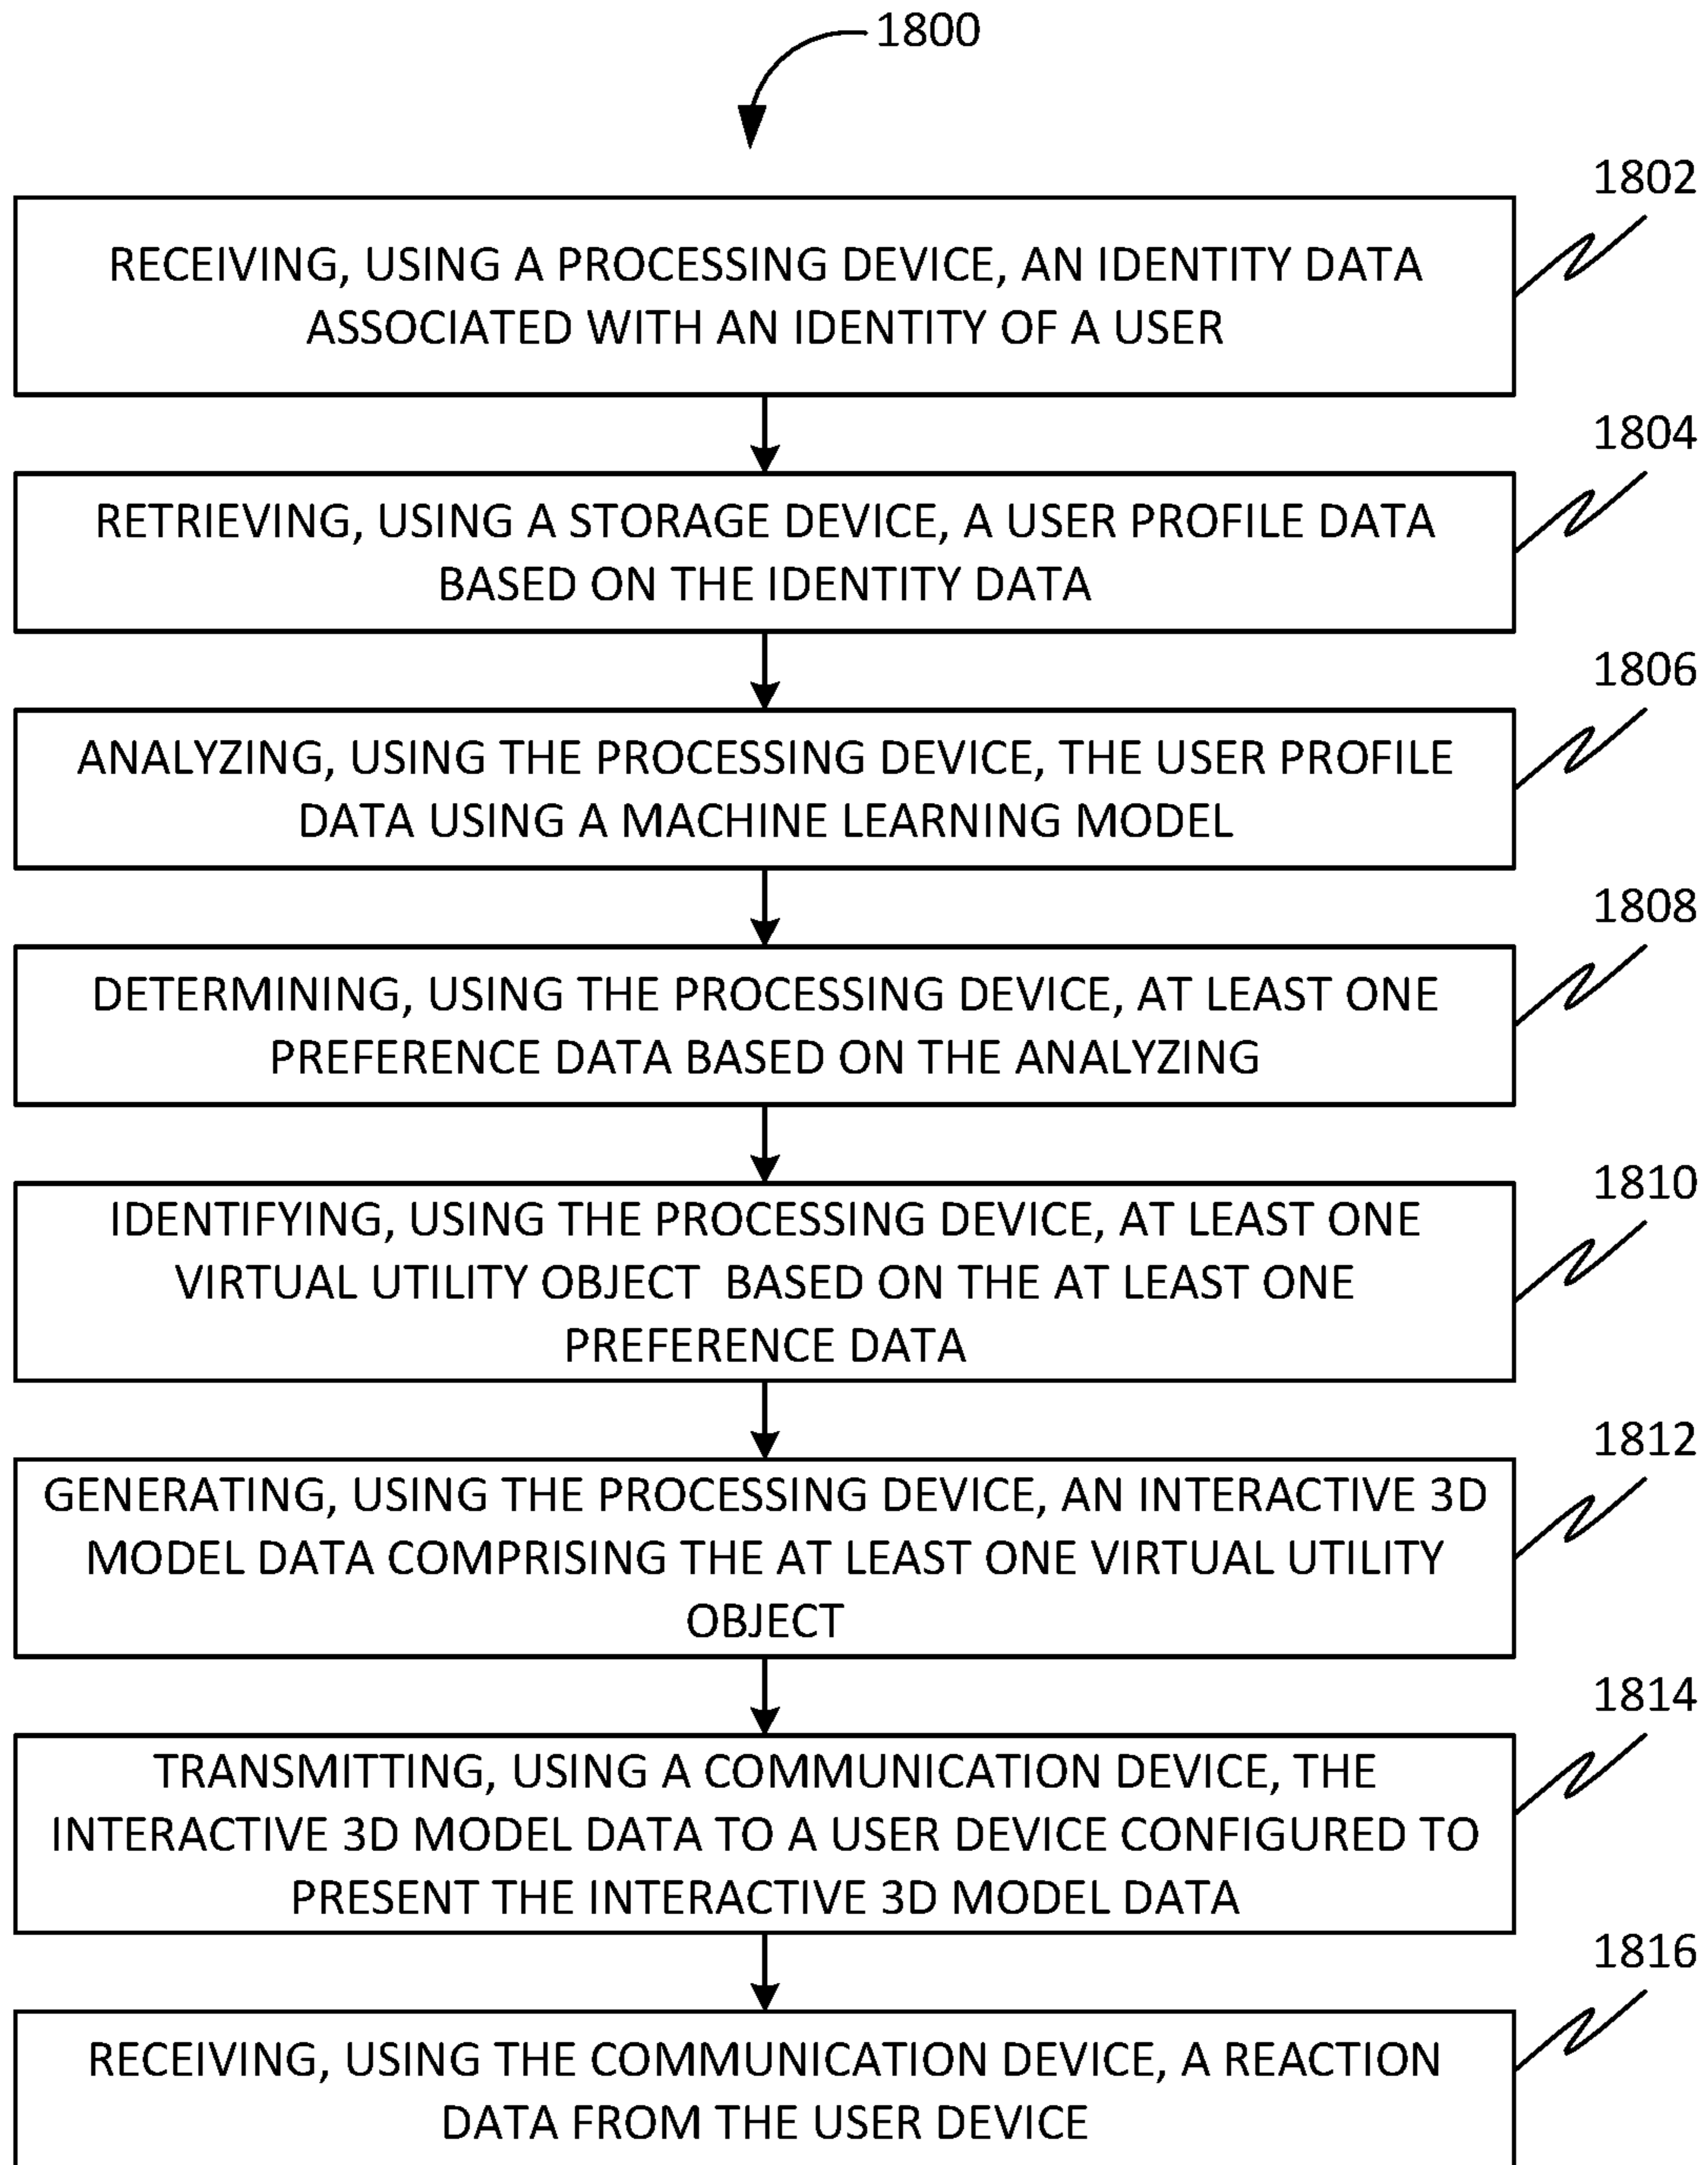 1800
1802
RECEIVING, USING A PROCESSING DEVICE, AN IDENTITY DATA
ASSOCIATED WITH AN IDENTITY OF A USER
1804
RETRIEVING, USING A STORAGE DEVICE, A USER PROFILE DATA
BASED ON THE IDENTITY DATA
1806
ANALYZING, USING THE PROCESSING DEVICE, THE USER PROFILE
DATA USING A MACHINE LEARNING MODEL
1808
DETERMINING, USING THE PROCESSING DEVICE, AT LEAST ONE
PREFERENCE DATA BASED ON THE ANALYZING
1810
IDENTIFYING, USING THE PROCESSING DEVICE, AT LEAST ONE
VIRTUAL UTILITY OBJECT  BASED ON THE AT LEAST ONE
PREFERENCE DATA
1812
GENERATING, USING THE PROCESSING DEVICE, AN INTERACTIVE 3D
MODEL DATA COMPRISING THE AT LEAST ONE VIRTUAL UTILITY
OBJECT
1814
TRANSMITTING, USING A COMMUNICATION DEVICE, THE
INTERACTIVE 3D MODEL DATA TO A USER DEVICE CONFIGURED TO
PRESENT THE INTERACTIVE 3D MODEL DATA
1816
RECEIVING, USING THE COMMUNICATION DEVICE, A REACTION
DATA FROM THE USER DEVICE